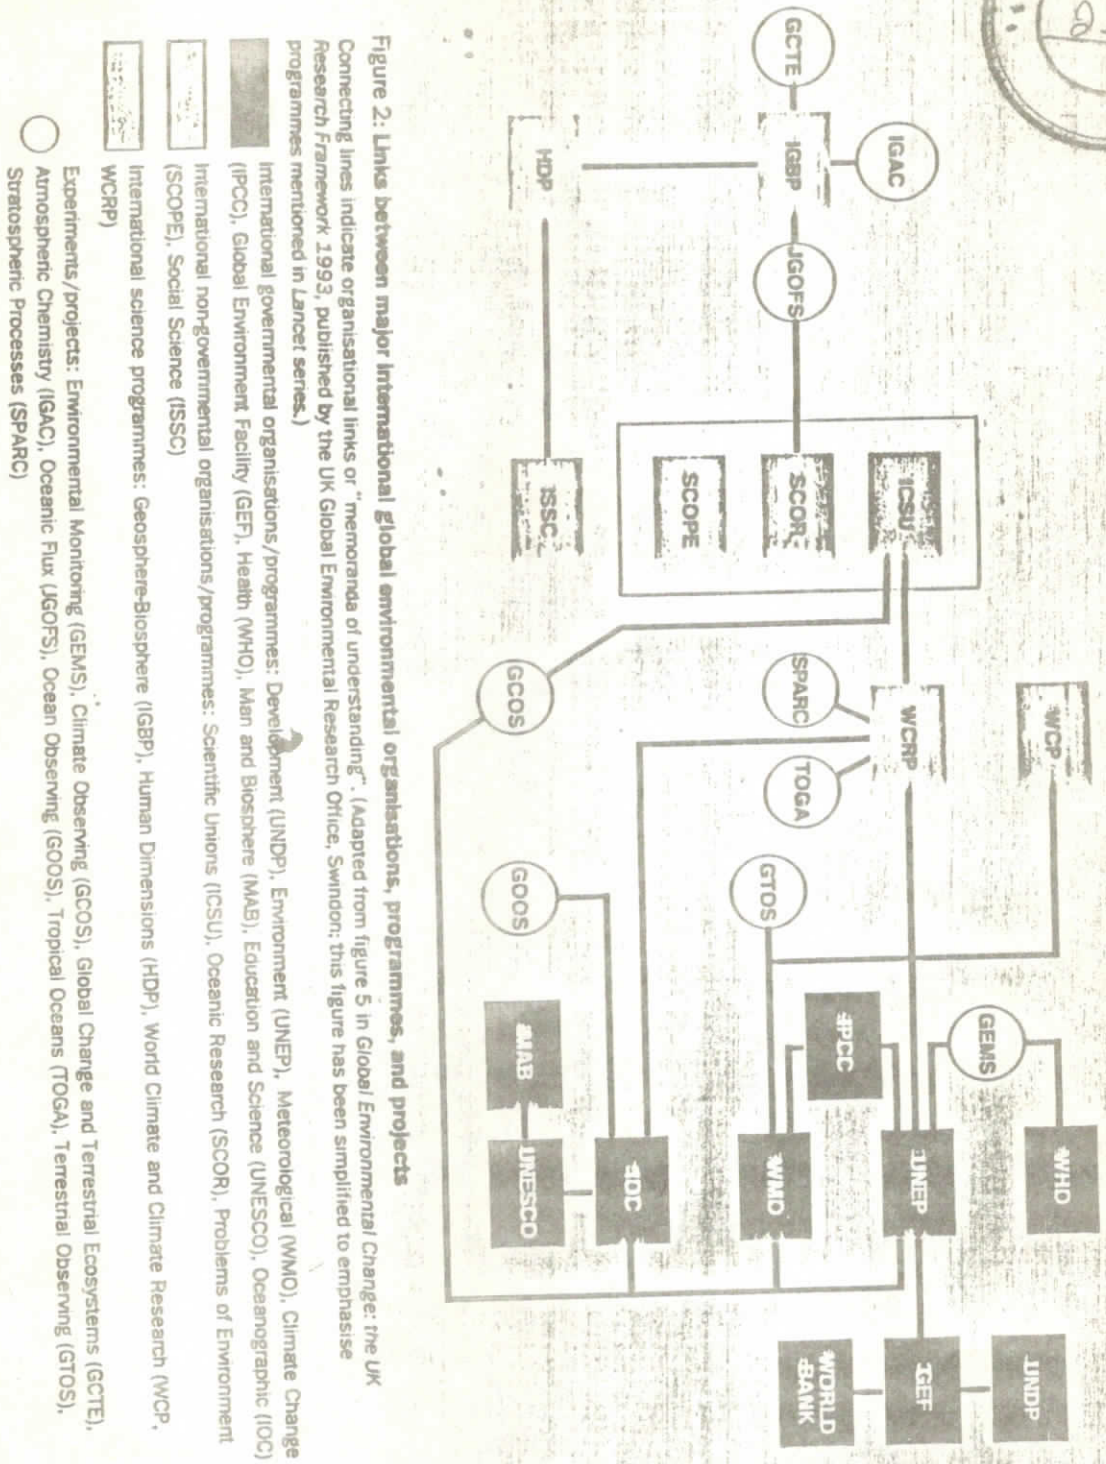 IGAC
GCTE
IGBP
JGOFS
HDP
ICSU
SCOR
SCOPE
ISSC
WCP
WCRP
SPARC
TOGA
GCOS
GTOS
GOOS
GEMS
IPCC
MAB
WHO
UNEP
WMO
IOC
UNESCO
UNDP
GEF
WORLD
BANK
Figure 2: Links between major international global environmental organisations, programmes, and projects
Connecting lines indicate organisational links or "memoranda of understanding". (Adapted from figure 5 in Global Environmental Change: the UK
Research Framework 1993, published by the UK Global Environmental Research Office, Swindon; this figure has been simplified to emphasise
programmes mentioned in Lancet series.)
International governmental organisations/programmes: Development (UNDP), Environment (UNEP), Meteorological (WMO), Climate Change
(IPCC), Global Environment Facility (GEF), Health (WHO), Man and Biosphere (MAB), Education and Science (UNESCO), Oceanographic (IOC)
International non-governmental organisations/programmes: Scientific Unions (ICSU), Oceanic Research (SCOR), Problems of Environment
(SCOPE), Social Science (ISSC)
International science programmes: Geosphere-Biosphere (IGBP), Human Dimensions (HDP), World Climate and Climate Research (WCP,
WCRP)
Experiments/projects: Environmental Monitoring (GEMS), Climate Observing (GCOS), Global Change and Terrestrial Ecosystems (GCTE),
Atmospheric Chemistry (IGAC), Oceanic Flux (JGOFS), Ocean Observing (GOOS), Tropical Oceans (TOGA), Terrestrial Observing (GTOS),
Stratospheric Processes (SPARC)